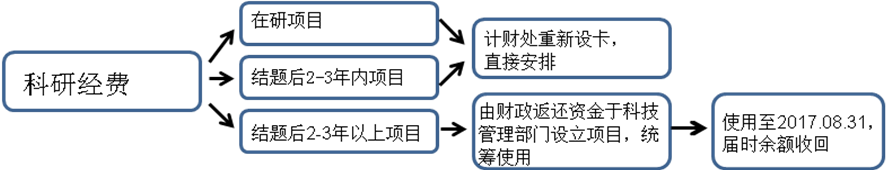 科研经费
在研项目
结题后2-3年内项目
结题后2-3年以上项目
计财处重新设卡，
直接安排
由财政返还资金于科技
管理部门设立项目，统
筹使用
使用至2017.08.31，
届时余额收回